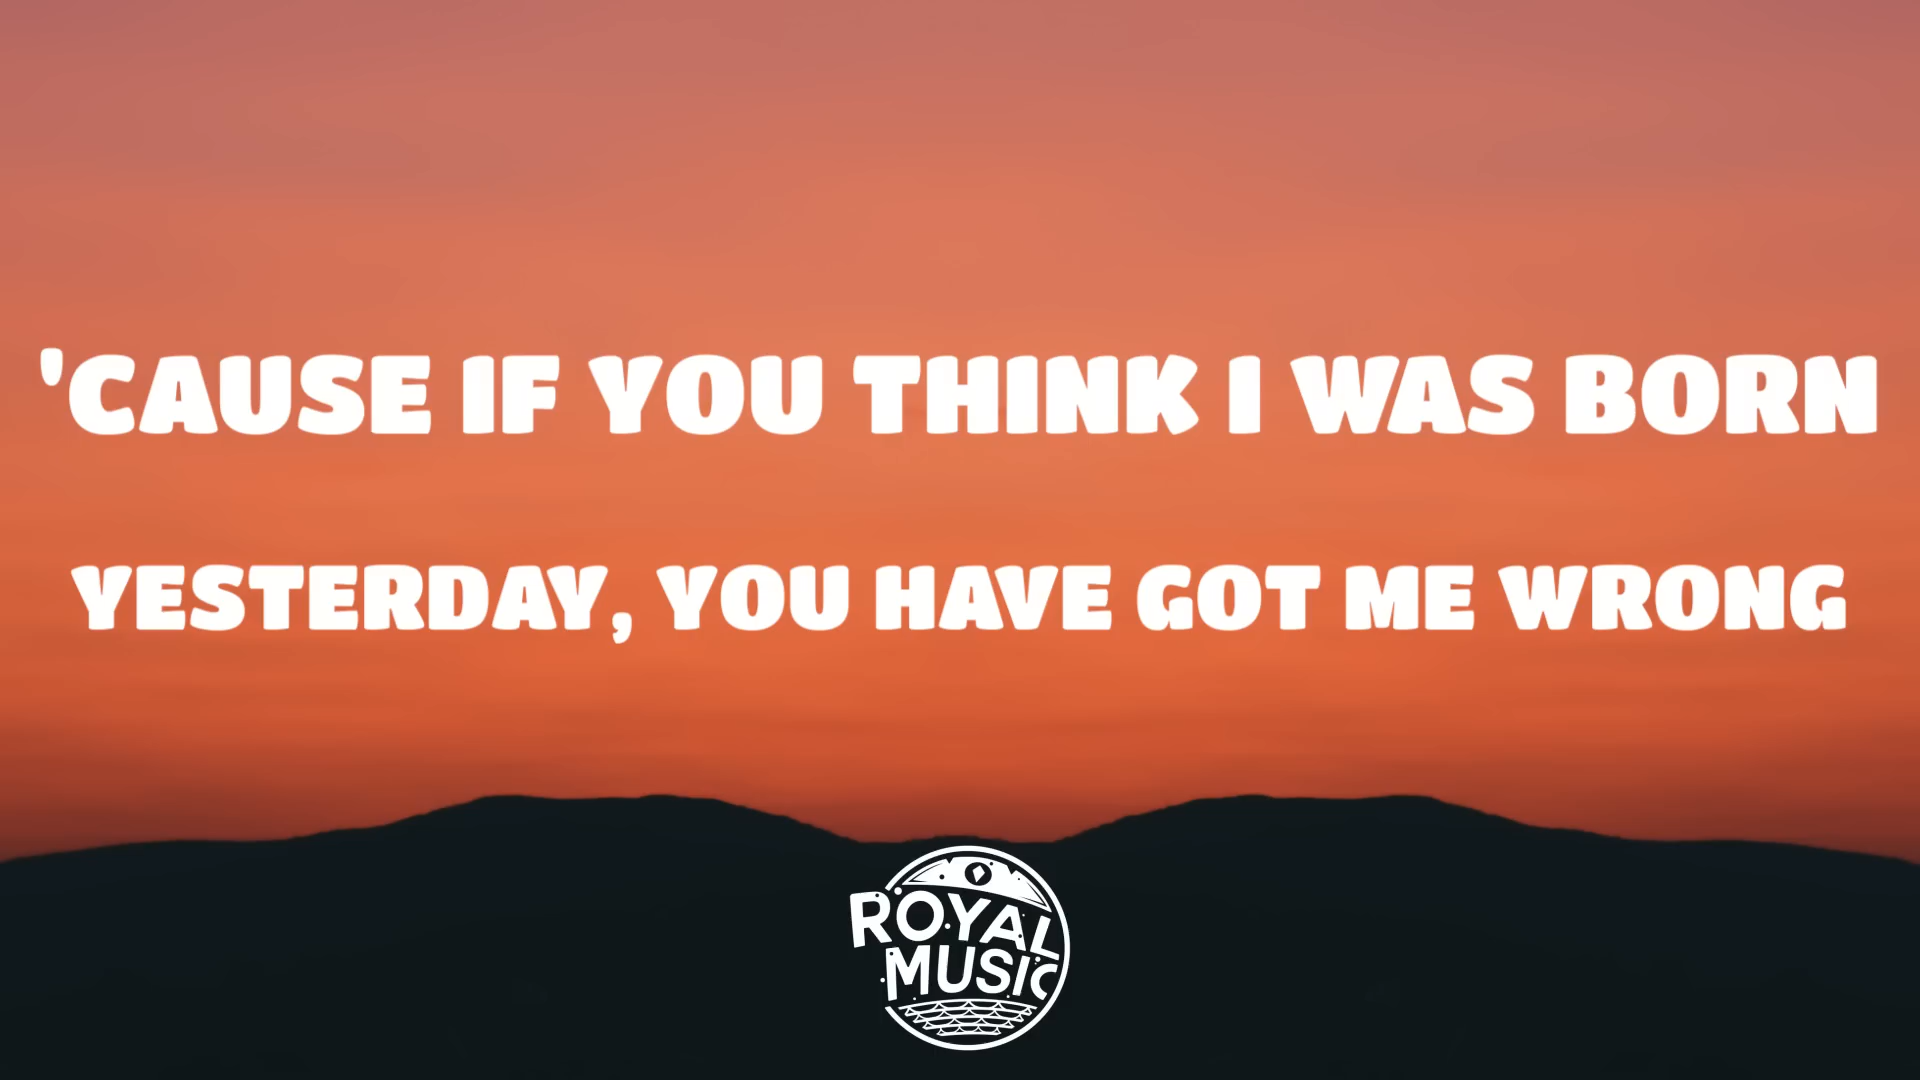 'CAUSE IF YOU THINK I WAS BORN
YESTERDAY, YOU HAVE GOT ME WRONG
ROYAL
MUSIC